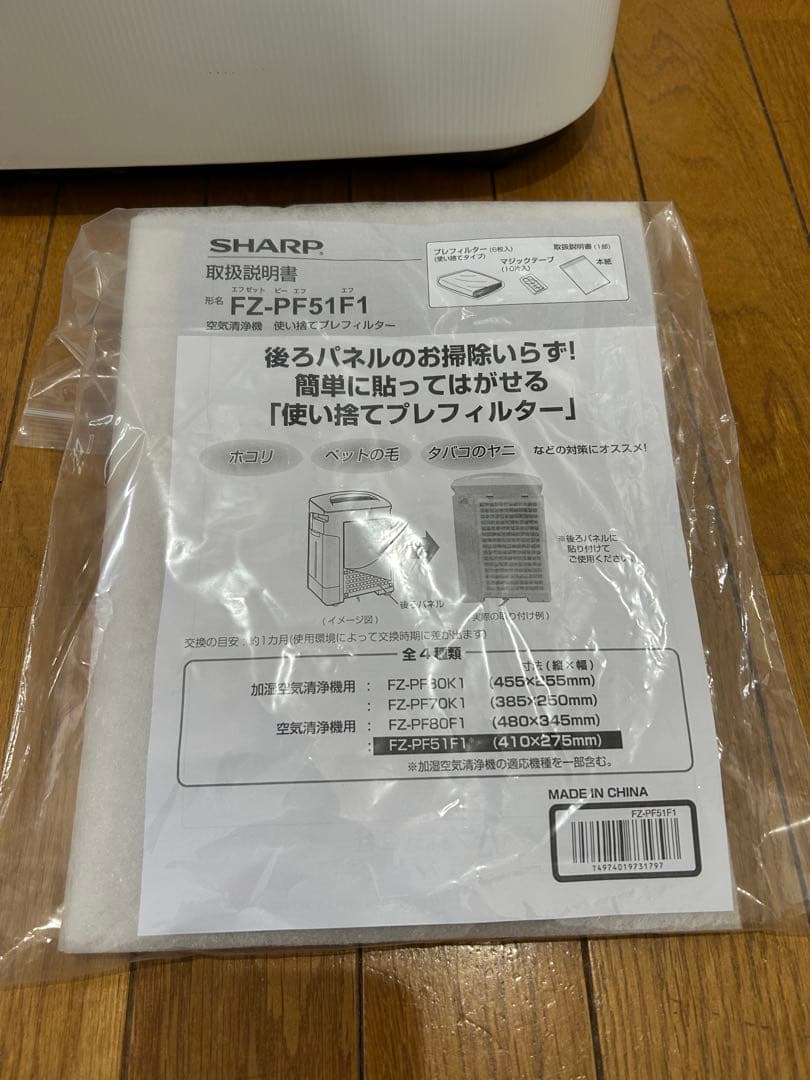 SHARP
取扱説明書
エフゼット ピー エフ エフ
形名 FZ-PF51F1
空気清浄機 使い捨てプレフィルター
プレフィルター(6枚入)
(使い捨てタイプ)
マジックテープ
(10片入)
取扱説明書(1部)
本紙
後ろパネルのお掃除いらず!
簡単に貼ってはがせる
「使い捨てプレフィルター」
ホコリ ペットの毛 タバコのヤニ などの対策にオススメ!
後ろパネル
(イメージ図)
(実際の取り付け例)
※後ろパネルに
貼り付けて
ご使用ください。
交換の目安:約1カ月(使用環境によって交換時期に差が出ます)
全4種類
寸法(縦×幅)
加湿空気清浄機用: FZ-PF80K1 (455×255mm)
: FZ-PF70K1 (385×250mm)
空気清浄機用: FZ-PF80F1 (480×345mm)
: FZ-PF51F1 (410×275mm)
※加湿空気清浄機の適応機種を一部含む。
MADE IN CHINA
FZ-PF51F1
T4974019731797